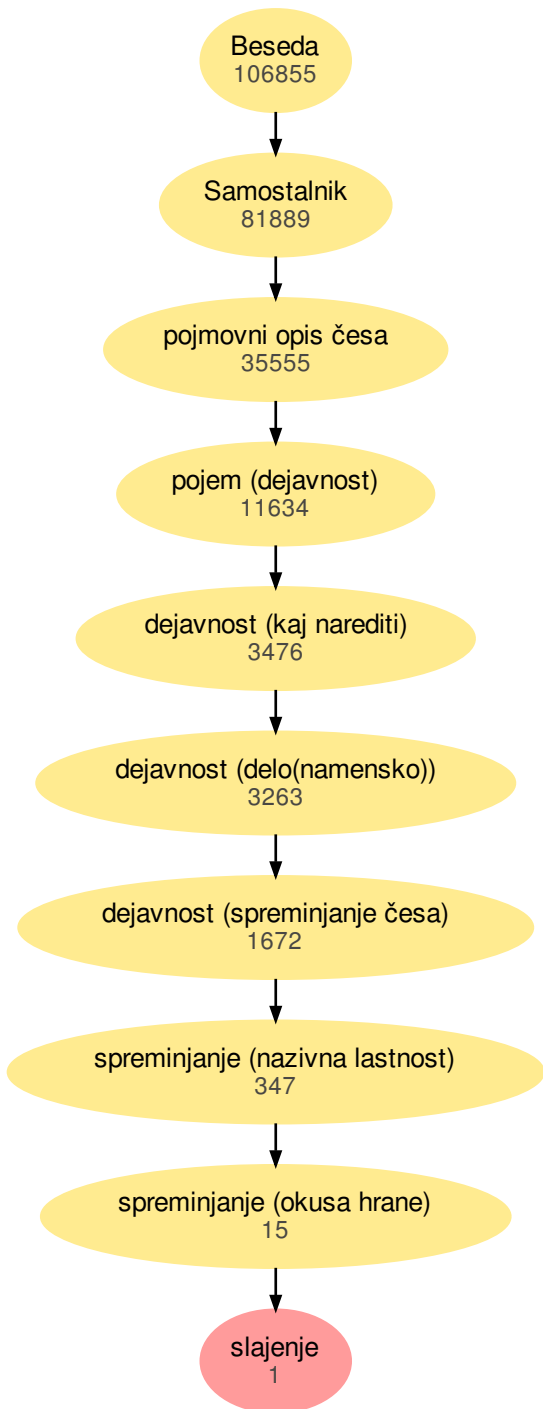 Beseda
106855
Samostalnik
81889
pojmovni opis česa
35555
pojem (dejavnost)
11634
dejavnost (kaj narediti)
3476
dejavnost (delo(namensko))
3263
dejavnost (spreminjanje česa)
1672
spreminjanje (nazivna lastnost)
347
spreminjanje (okusa hrane)
15
slajenje
1